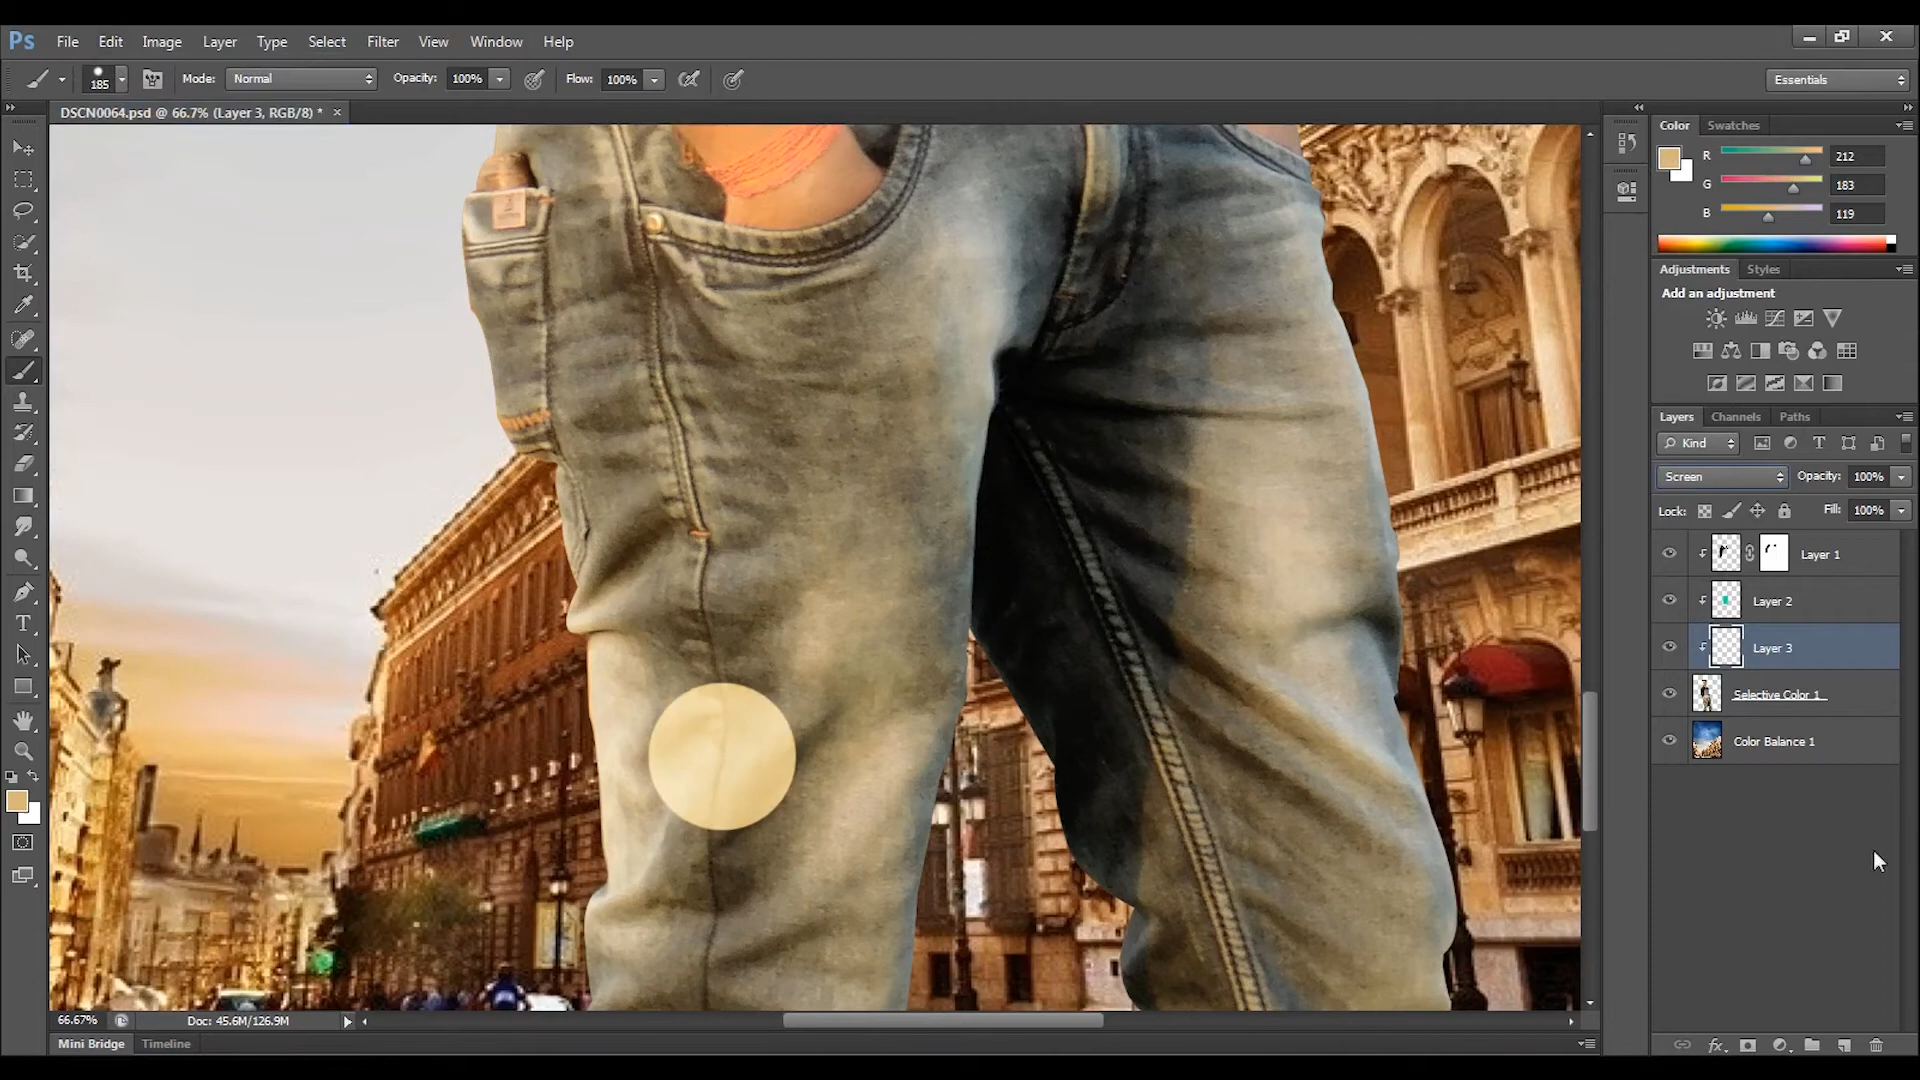 Ps File Edit Image Layer Type Select Filter View Window Help
185 Mode: Normal Opacity: 100% Flow: 100% Essentials
DSCN0064.psd @ 66.7% (Layer 3, RGB/8) * ×
Color Swatches
R 212
G 183
B 119
Adjustments Styles
Add an adjustment
Layers Channels Paths
Kind
Screen Opacity: 100%
Lock: Fill: 100%
Layer 1
Layer 2
Layer 3
Selective Color 1
Color Balance 1
66.67% Doc: 45.6M/126.9M
Mini Bridge Timeline
fx